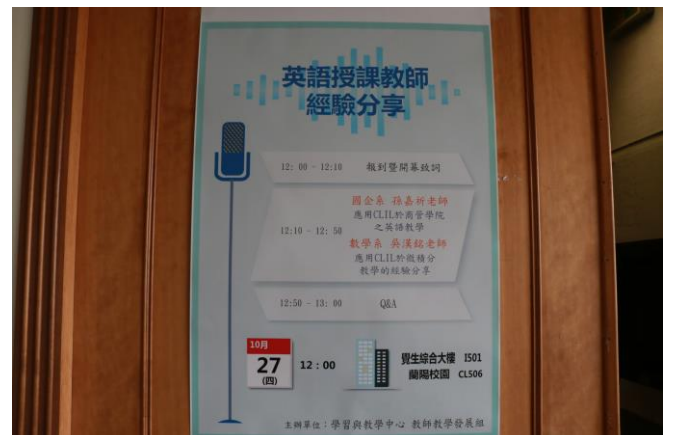 英語授課教師
經驗分享
12: 00 - 12:10 報到暨開幕致詞
國企系 孫嘉祈老師
應用CLIL於商管學院
之英語教學
12:10 - 12: 50
數學系 吳漢銘老師
應用CLIL於微積分
教學的經驗分享
12:50 - 13: 00 Q&A
10月
27
(四)
12：00
覺生綜合大樓 I501
蘭陽校園 CL506
主辦單位：學習與教學中心 教師教學發展組